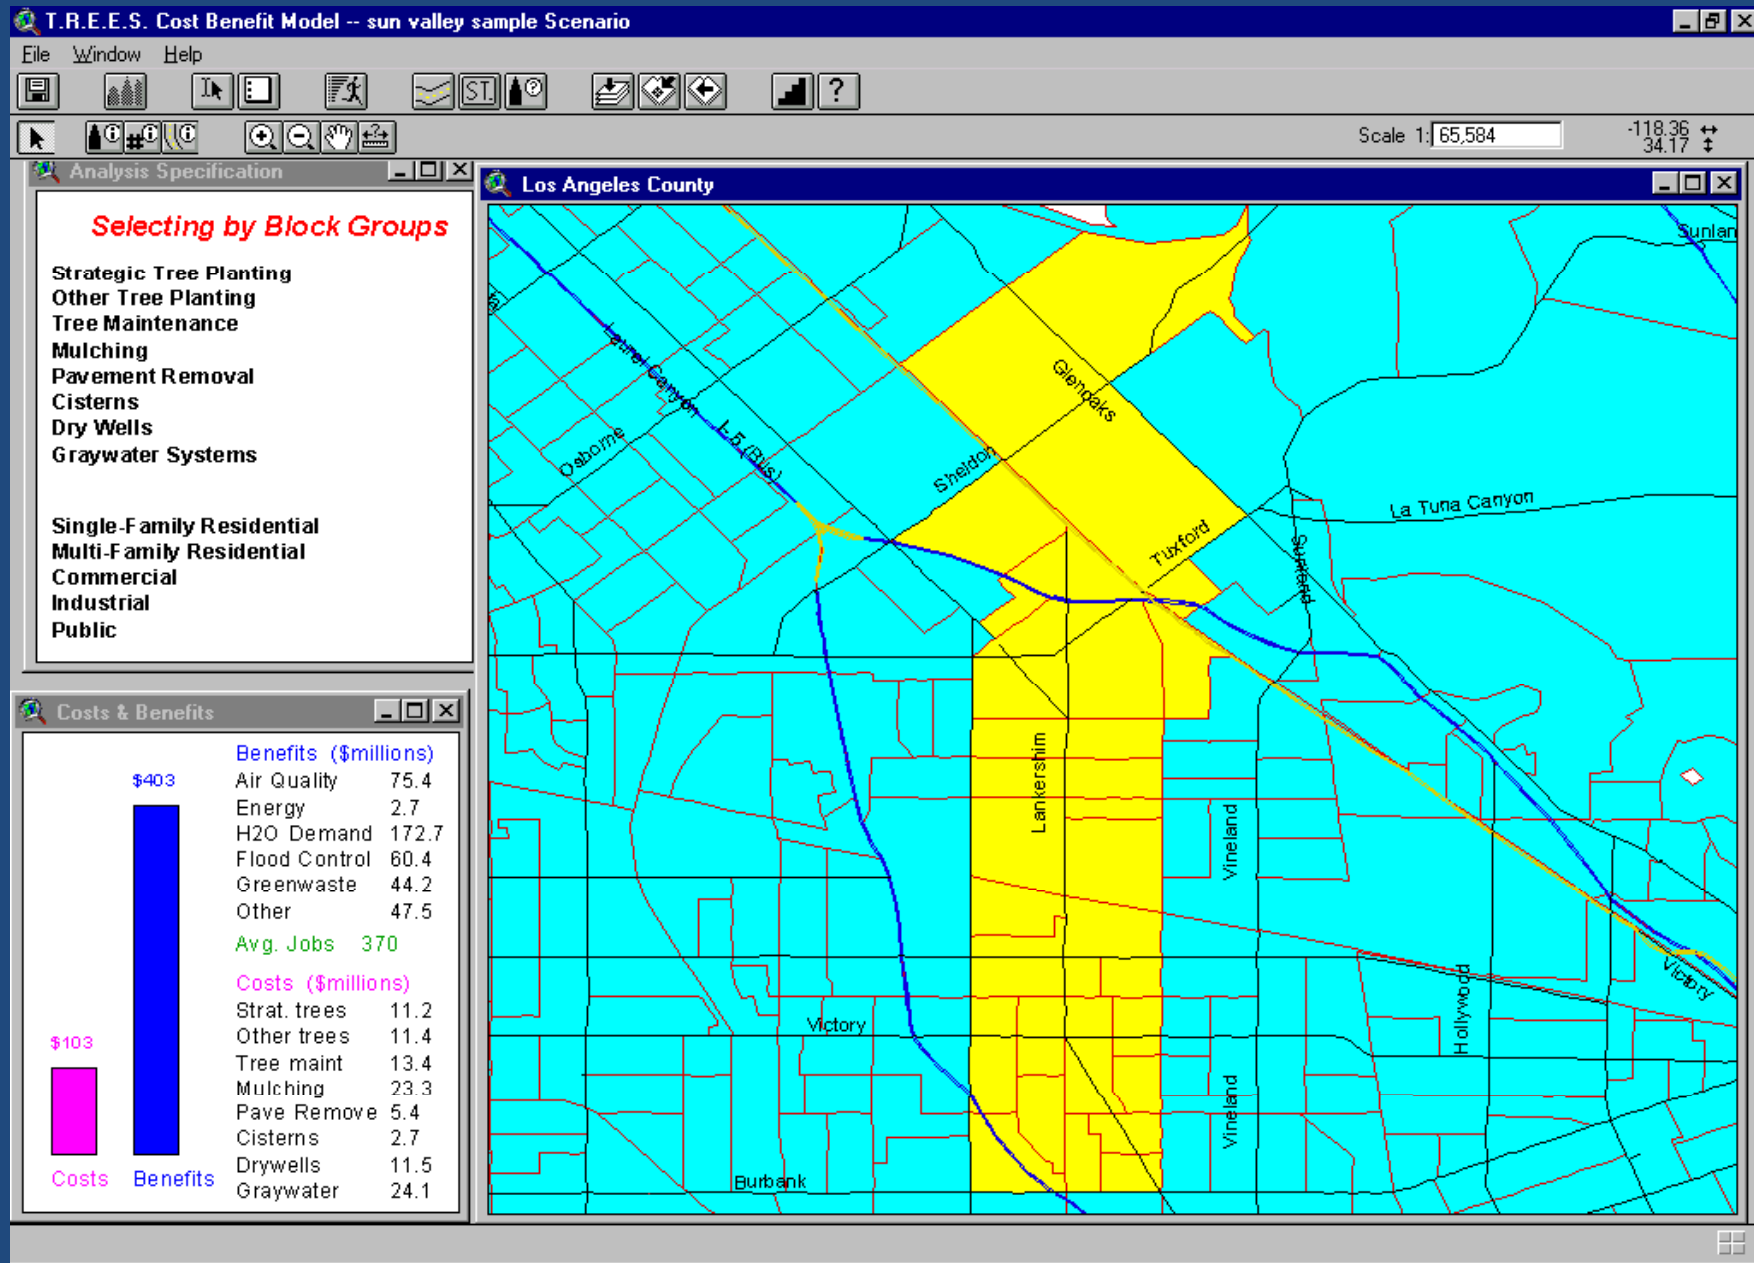 T.R.E.E.S. Cost Benefit Model -- sun valley sample Scenario
File Window Help
ST.
?
Scale 1: 65,584
-118.36
34.17
Analysis Specification
Selecting by Block Groups
Strategic Tree Planting
Other Tree Planting
Tree Maintenance
Mulching
Pavement Removal
Cisterns
Dry Wells
Graywater Systems
Single-Family Residential
Multi-Family Residential
Commercial
Industrial
Public
Costs & Benefits
$403
$103
Costs
Benefits
Benefits ($millions)
Air Quality 75.4
Energy 2.7
H2O Demand 172.7
Flood Control 60.4
Greenwaste 44.2
Other 47.5
Avg. Jobs 370
Costs ($millions)
Strat. trees 11.2
Other trees 11.4
Tree maint 13.4
Mulching 23.3
Pave Remove 5.4
Cisterns 2.7
Drywells 11.5
Graywater 24.1
Los Angeles County
Sunlan
Laurel Canyon
Glenoaks
I-5 (Bus)
Osborne
Sheldon
La Tuna Canyon
Tuxford
Sunland
Lankershim
Vineland
Victory
Hollywood
Victory
Vineland
Burbank